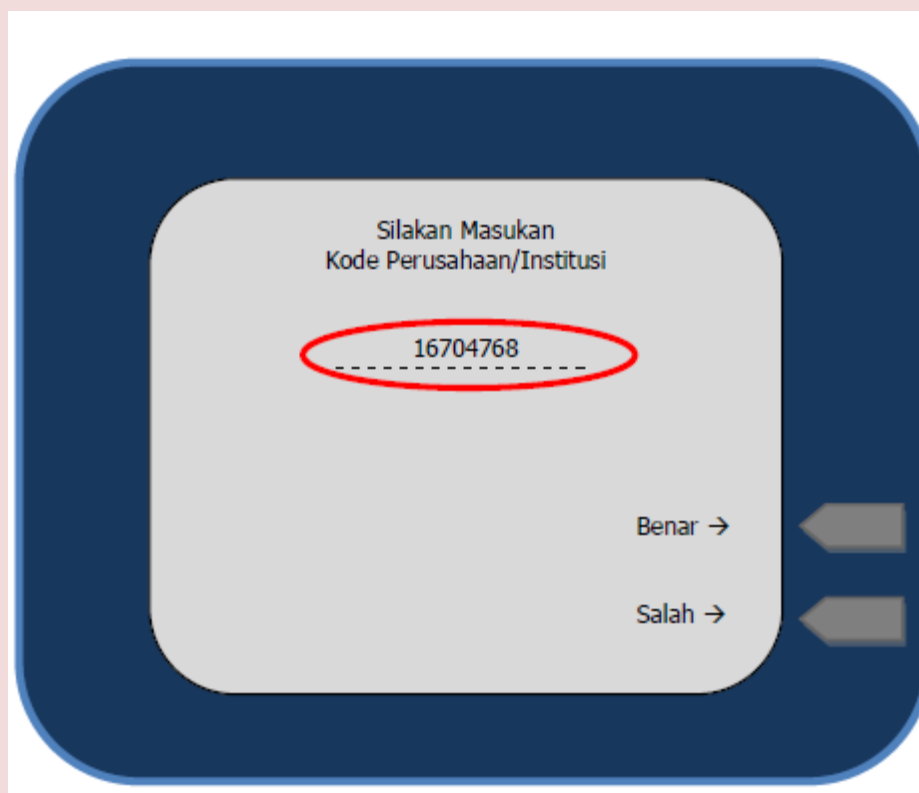 Silakan Masukan
Kode Perusahaan/Institusi
16704768
Benar →
Salah →